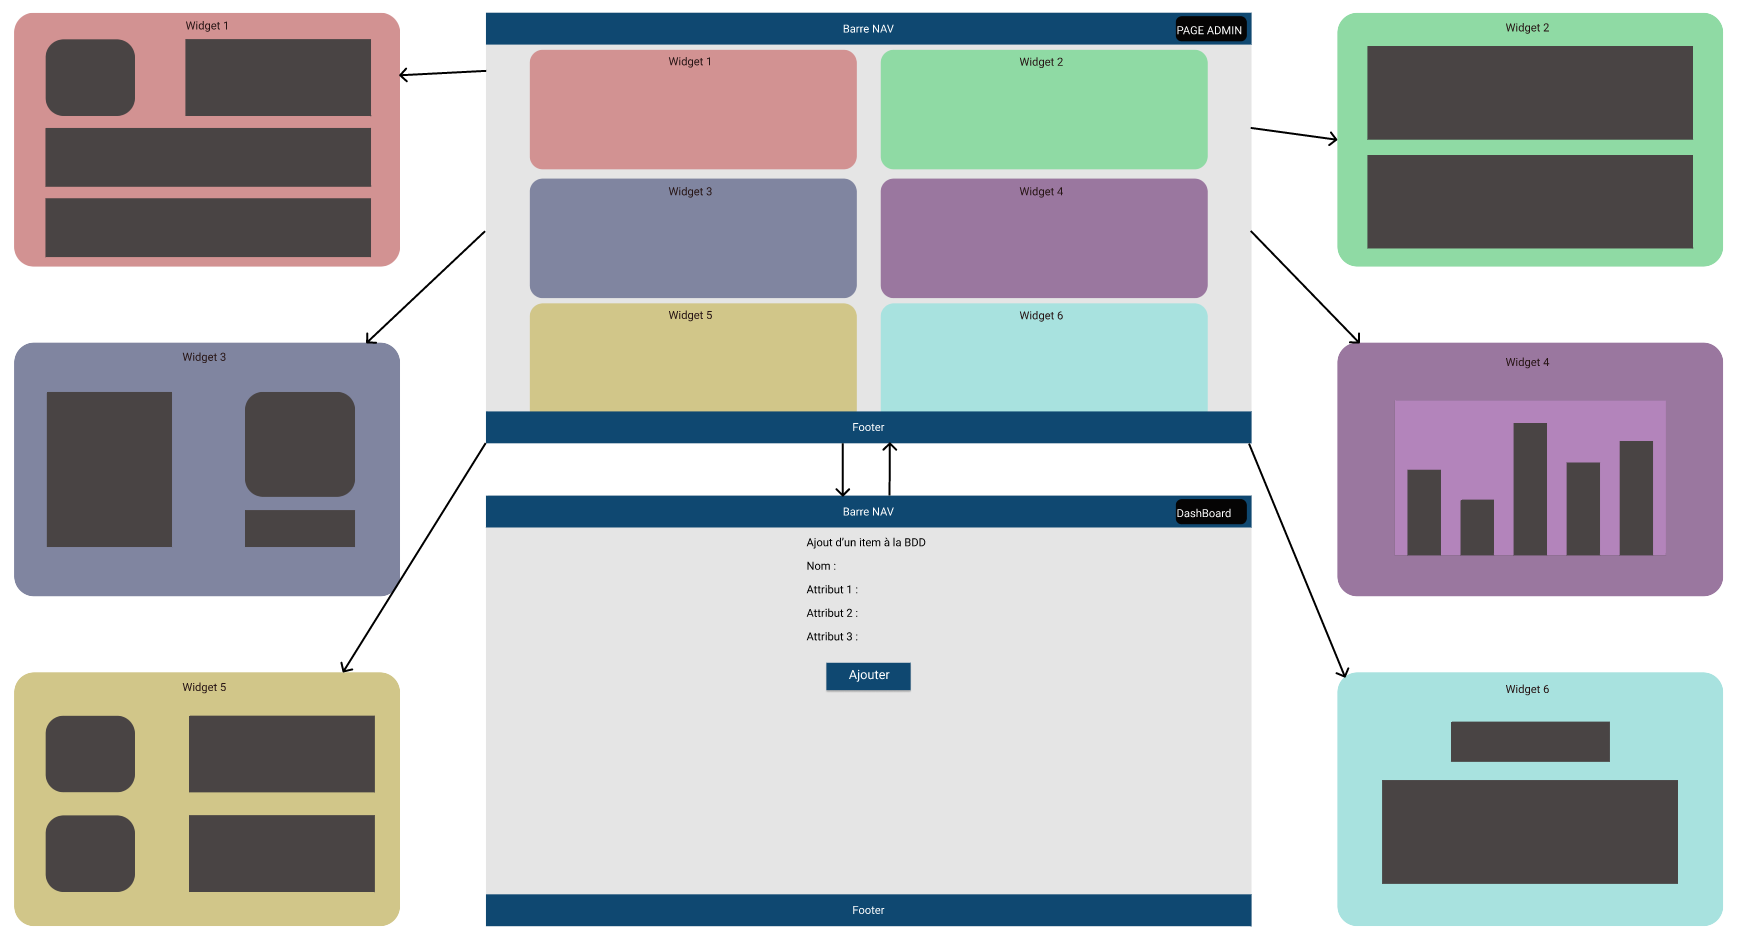 Widget 1
Barre NAV
PAGE ADMIN
Widget 1
Widget 2
Widget 3
Widget 4
Widget 5
Widget 6
Footer
Widget 2
Widget 3
Widget 4
Barre NAV
DashBoard
Ajout d'un item à la BDD
Nom :
Attribut 1 :
Attribut 2 :
Attribut 3 :
Ajouter
Footer
Widget 5
Widget 6